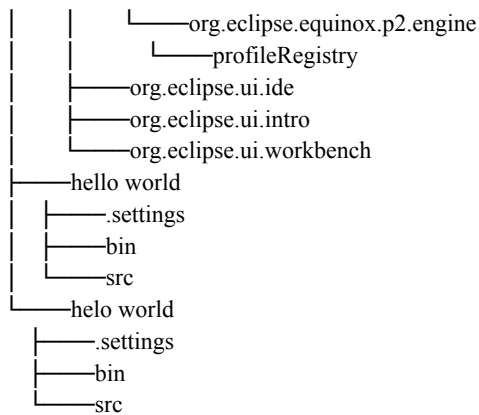 org.eclipse.equinox.p2.engine
profileRegistry
org.eclipse.ui.ide
org.eclipse.ui.intro
org.eclipse.ui.workbench
hello world
.settings
bin
src
helo world
.settings
bin
src